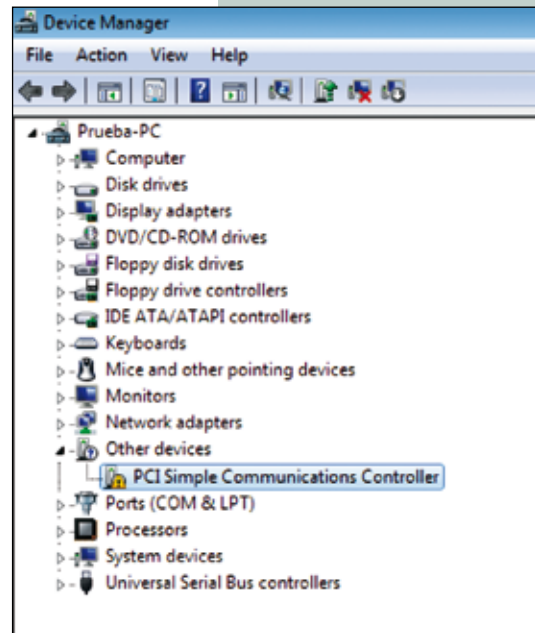 Device Manager
File Action View Help
Prueba-PC
Computer
Disk drives
Display adapters
DVD/CD-ROM drives
Floppy disk drives
Floppy drive controllers
IDE ATA/ATAPI controllers
Keyboards
Mice and other pointing devices
Monitors
Network adapters
Other devices
PCI Simple Communications Controller
Ports (COM & LPT)
Processors
System devices
Universal Serial Bus controllers